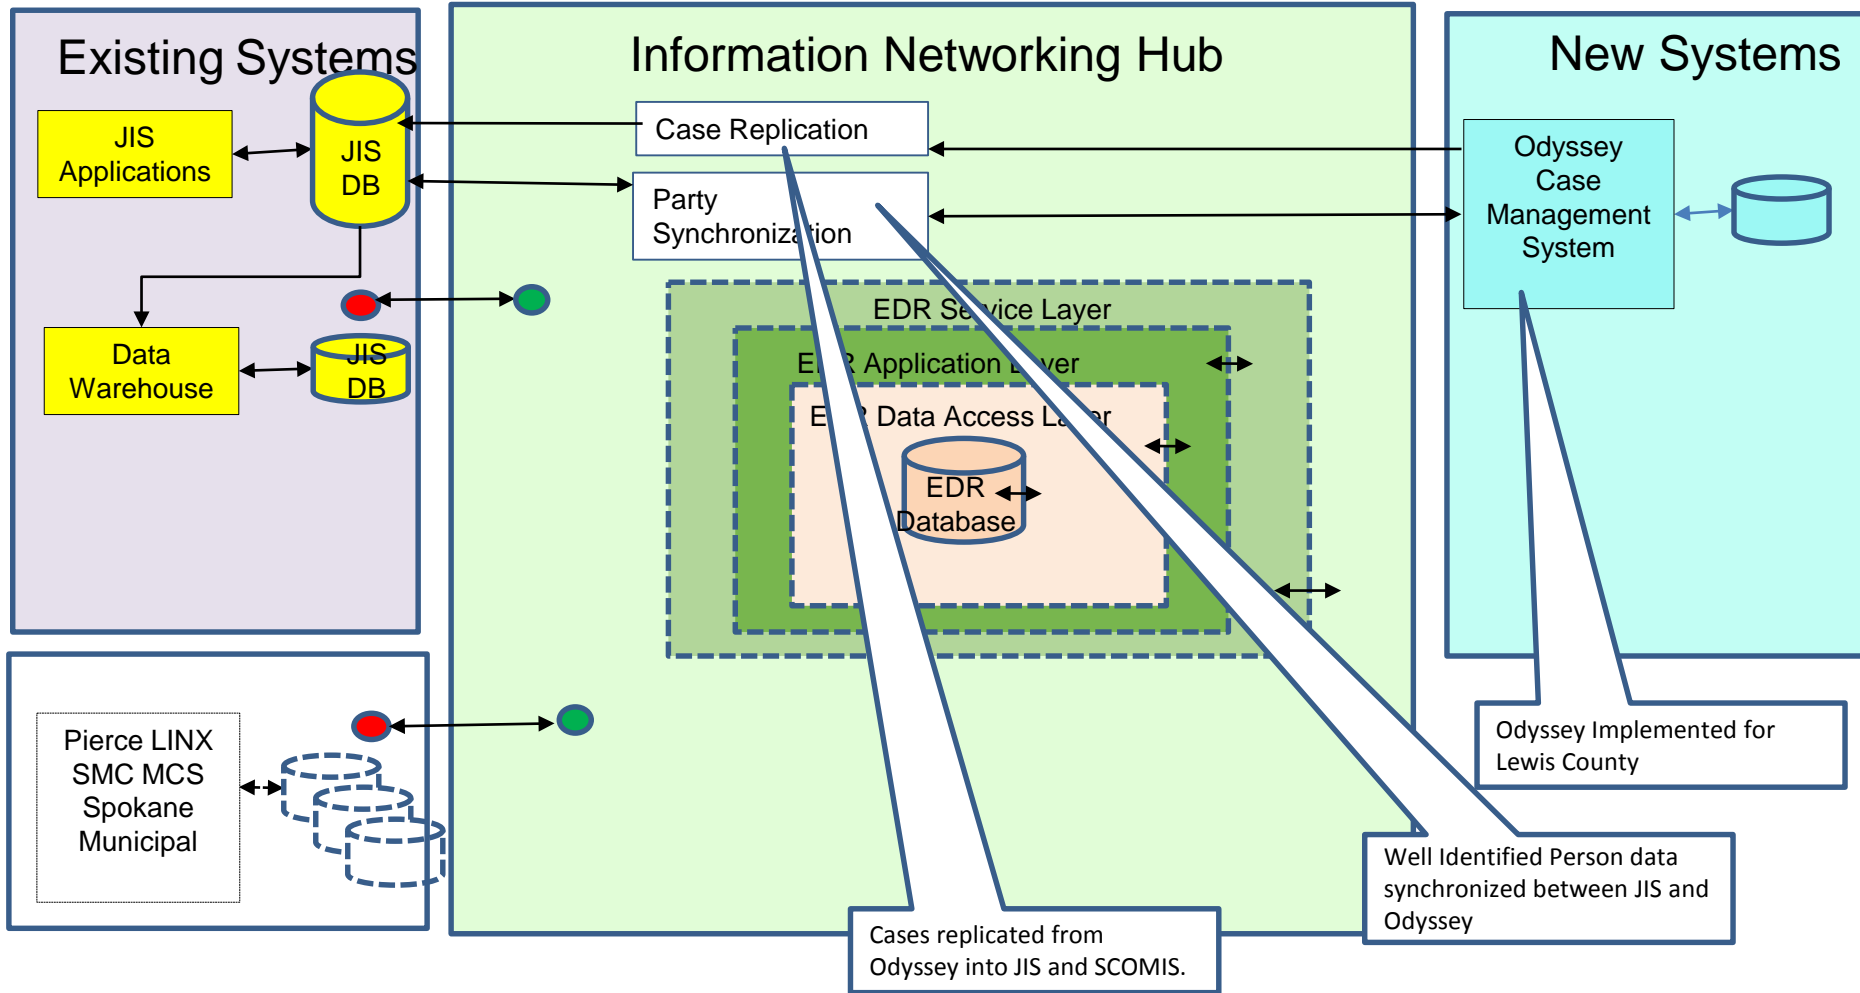 Existing Systems
JIS
Applications
JIS
DB
Data
Warehouse
JIS
DB
Pierce LINX
SMC MCS
Spokane
Municipal
Information Networking Hub
Case Replication
Party
Synchronization
EDR Service Layer
EDR Application Layer
EDR Data Access Layer
EDR
Database
Cases replicated from
Odyssey into JIS and SCOMIS.
Well Identified Person data
synchronized between JIS and
Odyssey
New Systems
Odyssey
Case
Management
System
Odyssey Implemented for
Lewis County